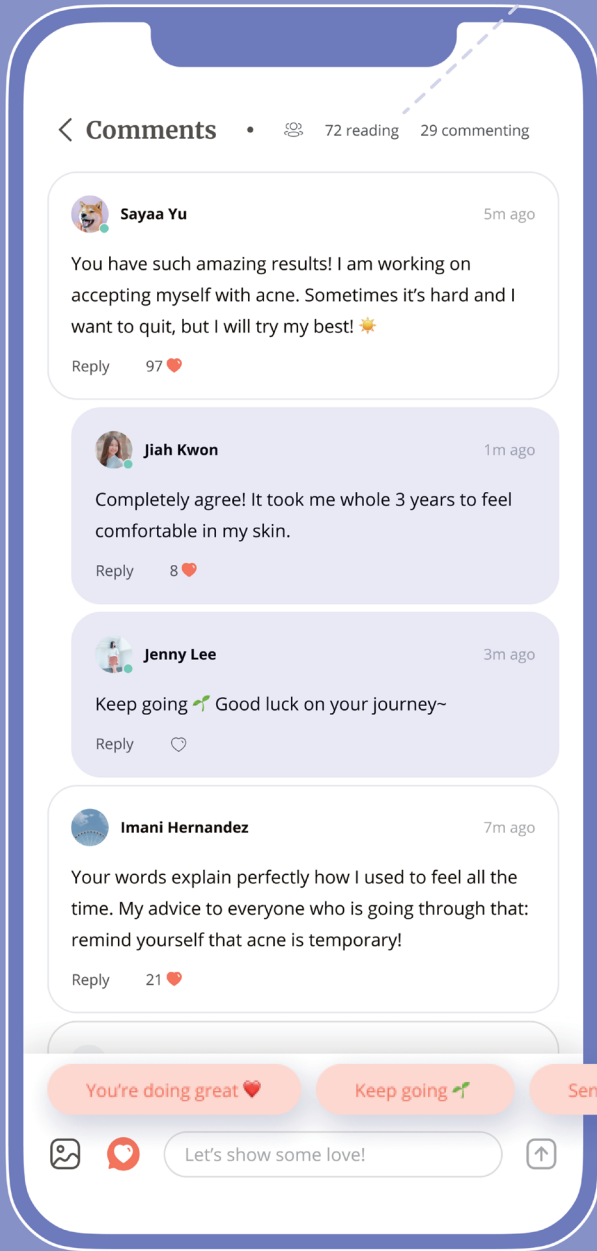 Comments • 72 reading 29 commenting
Sayaa Yu 5m ago
You have such amazing results! I am working on
accepting myself with acne. Sometimes it’s hard and I
want to quit, but I will try my best! ☀️
Reply 97
Jiah Kwon 1m ago
Completely agree! It took me whole 3 years to feel
comfortable in my skin.
Reply 8
Jenny Lee 3m ago
Keep going 🌱 Good luck on your journey~
Reply
Imani Hernandez 7m ago
Your words explain perfectly how I used to feel all the
time. My advice to everyone who is going through that:
remind yourself that acne is temporary!
Reply 21
You’re doing great ❤️ Keep going 🌱 Sen
Let’s show some love!